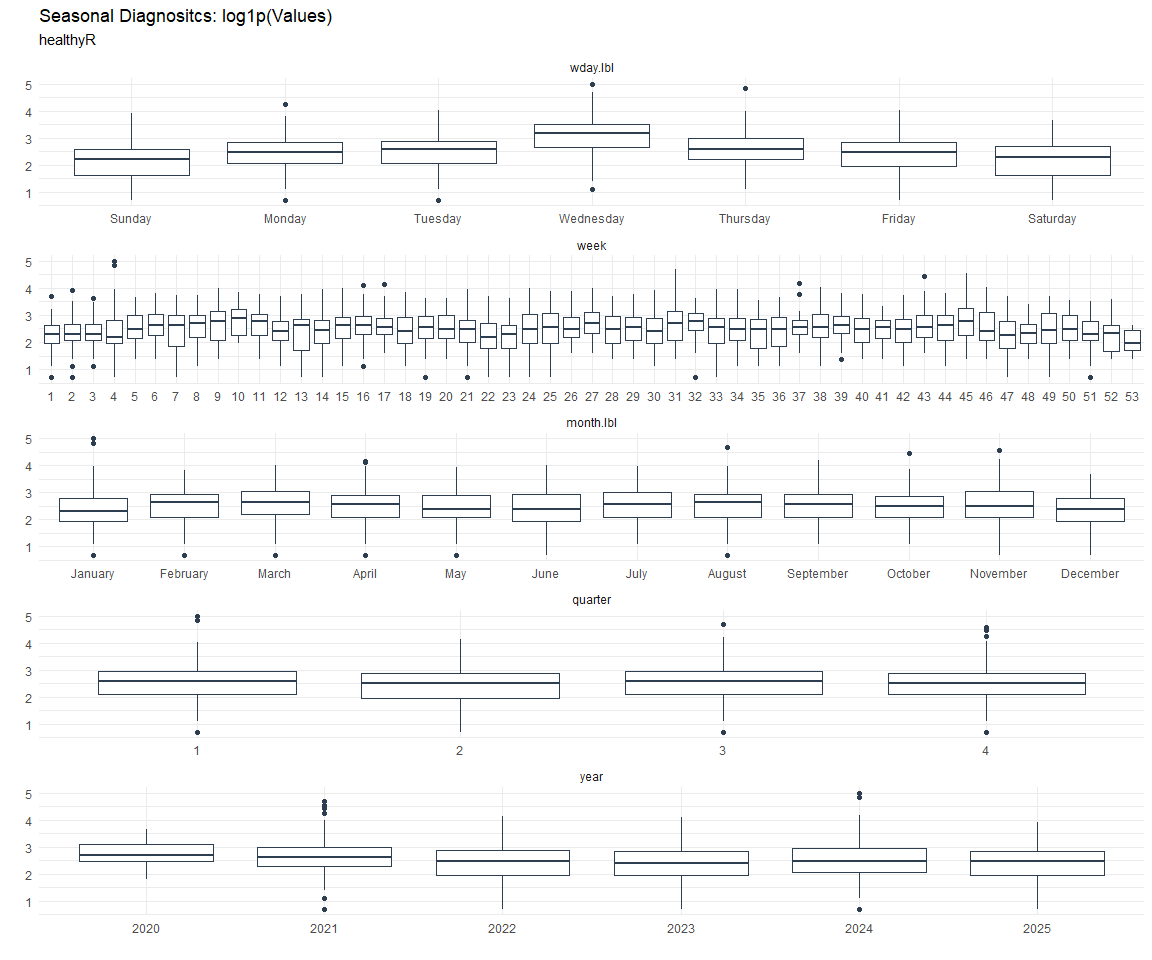 Seasonal Diagnositcs: log1p(Values)
healthyR
wday.lbl
5
4
3
2
1
Sunday Monday Tuesday Wednesday Thursday Friday Saturday
week
5
4
3
2
1
1 2 3 4 5 6 7 8 9 10 11 12 13 14 15 16 17 18 19 20 21 22 23 24 25 26 27 28 29 30 31 32 33 34 35 36 37 38 39 40 41 42 43 44 45 46 47 48 49 50 51 52 53
month.lbl
5
4
3
2
1
January February March April May June July August September October November December
quarter
5
4
3
2
1
1 2 3 4
year
5
4
3
2
1
2020 2021 2022 2023 2024 2025